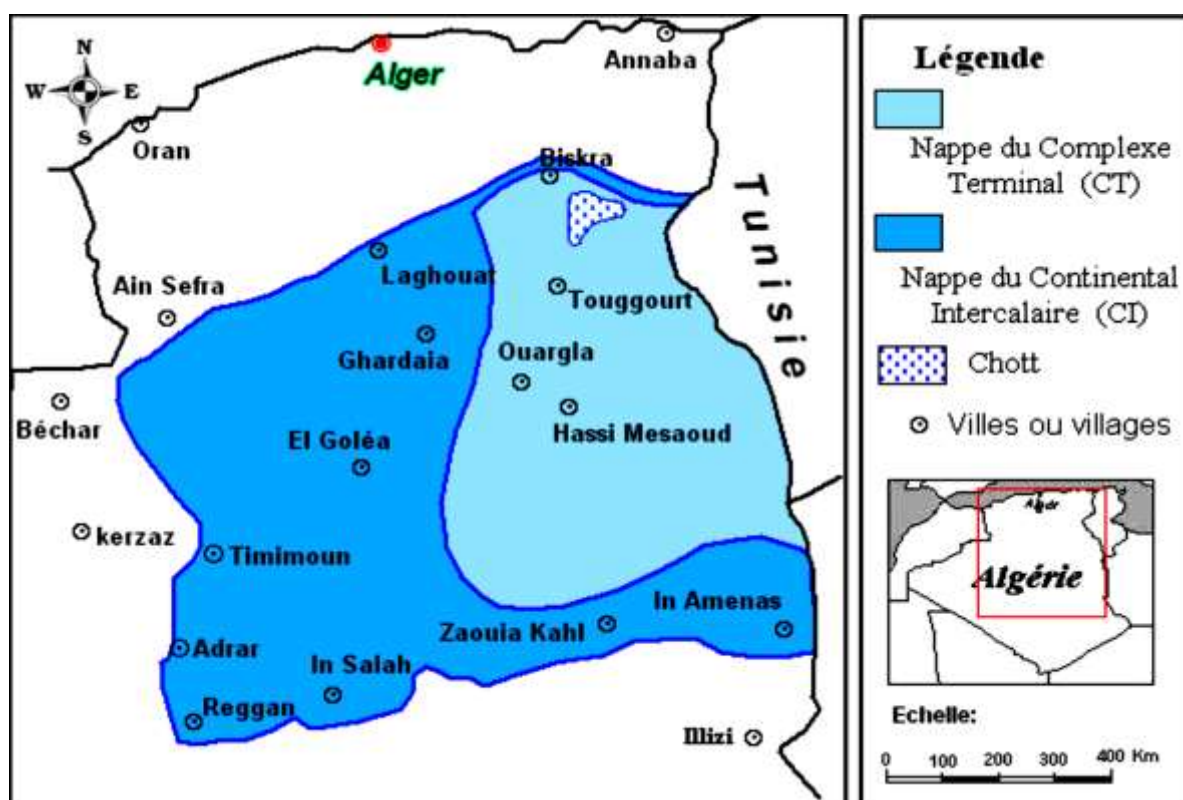 N
W E
S
Alger
Annaba
Oran
Biskra
Tunisie
Laghouat
Ain Sefra
Touggourt
Ghardaia
Ouargla
Béchar
Hassi Mesaoud
El Goléa
kerzaz
Timimoun
In Amenas
Zaouia Kahl
Adrar
In Salah
Reggan
Illizi
Légende
Nappe du Complexe
Terminal (CT)
Nappe du Continental
Intercalaire (CI)
Chott
Villes ou villages
Algérie
Echelle:
0 100 200 300 400 Km